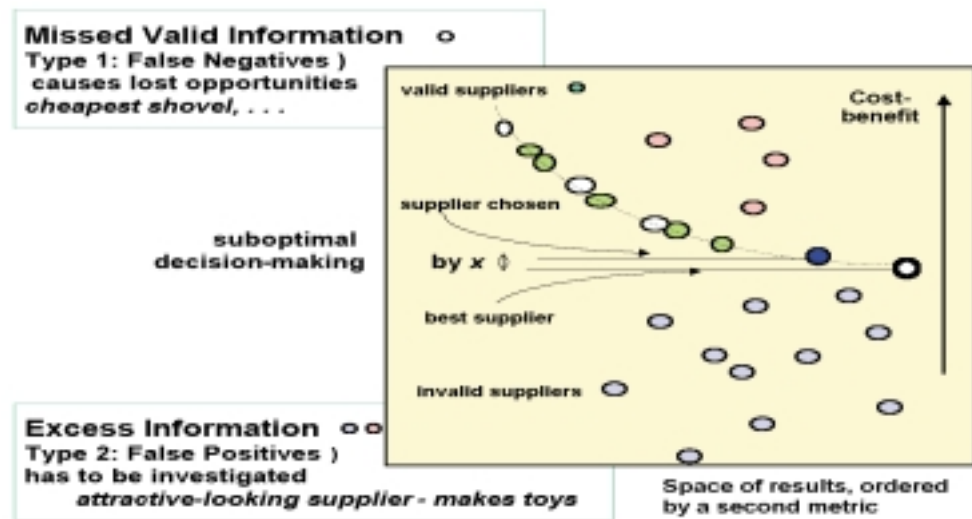 Missed Valid Information
Type 1: False Negatives )
causes lost opportunities
cheapest shovel, . . .
valid suppliers
Cost-
benefit
supplier chosen
suboptimal
decision-making
by x
best supplier
invalid suppliers
Excess Information
Type 2: False Positives )
has to be investigated
attractive-looking supplier - makes toys
Space of results, ordered
by a second metric